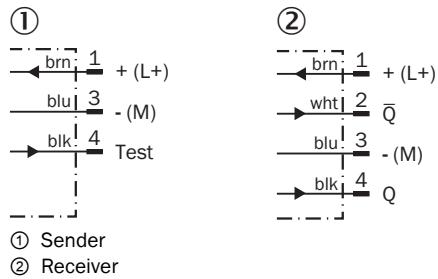 ① ②
brn 1 + (L+)
blu 3 - (M)
blk 4 Test
brn 1 + (L+)
wht 2 Q̅
blu 3 - (M)
blk 4 Q
① Sender
② Receiver